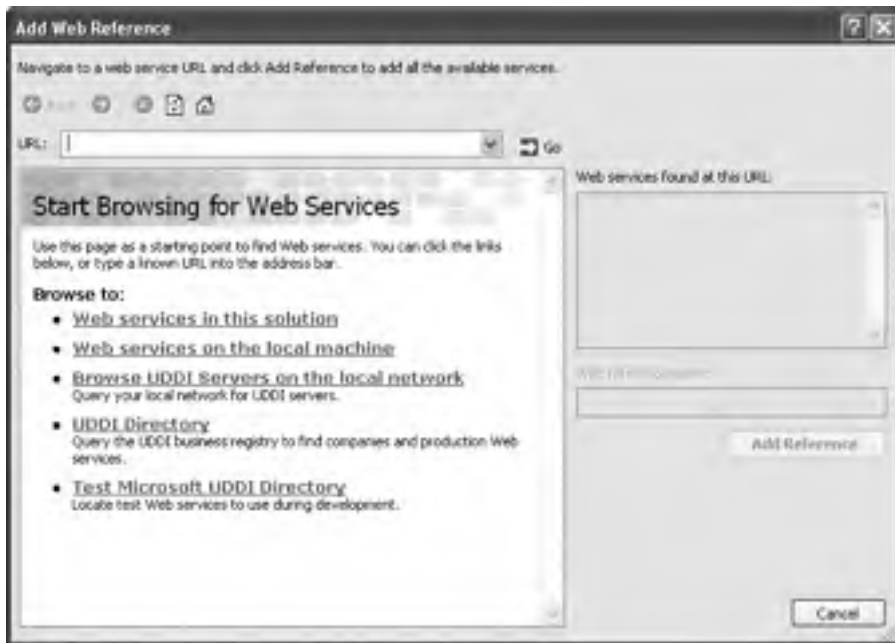 Add Web Reference
Navigate to a web service URL and click Add Reference to add all the available services.
URL:
Go
Start Browsing for Web Services
Use this page as a starting point to find Web services. You can click the links
below, or type a known URL into the address bar.
Browse to:
• Web services in this solution
• Web services on the local machine
• Browse UDDI Servers on the local network
Query your local network for UDDI servers.
• UDDI Directory
Query the UDDI business registry to find companies and production Web
services.
• Test Microsoft UDDI Directory
Locate test Web services to use during development.
Web services found at this URL:
Add Reference
Cancel